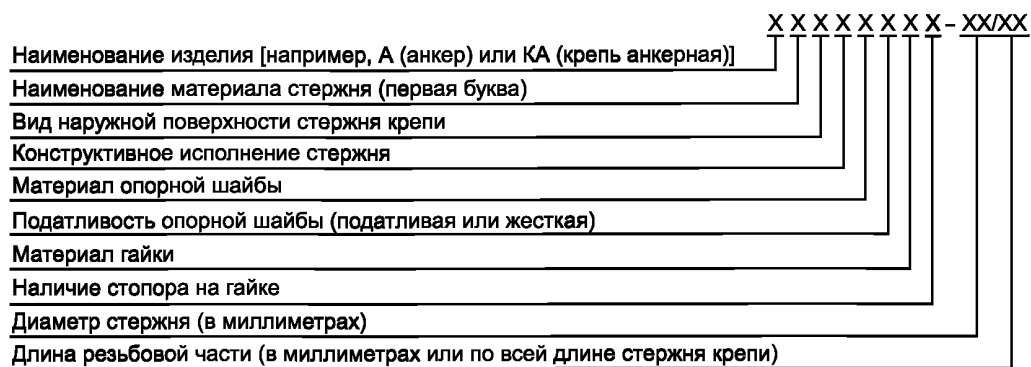 X X X X X X X X – XX/XX
Наименование изделия [например, А (анкер) или КА (крепь анкерная)]
Наименование материала стержня (первая буква)
Вид наружной поверхности стержня крепи
Конструктивное исполнение стержня
Материал опорной шайбы
Податливость опорной шайбы (податливая или жесткая)
Материал гайки
Наличие стопора на гайке
Диаметр стержня (в миллиметрах)
Длина резьбовой части (в миллиметрах или по всей длине стержня крепи)